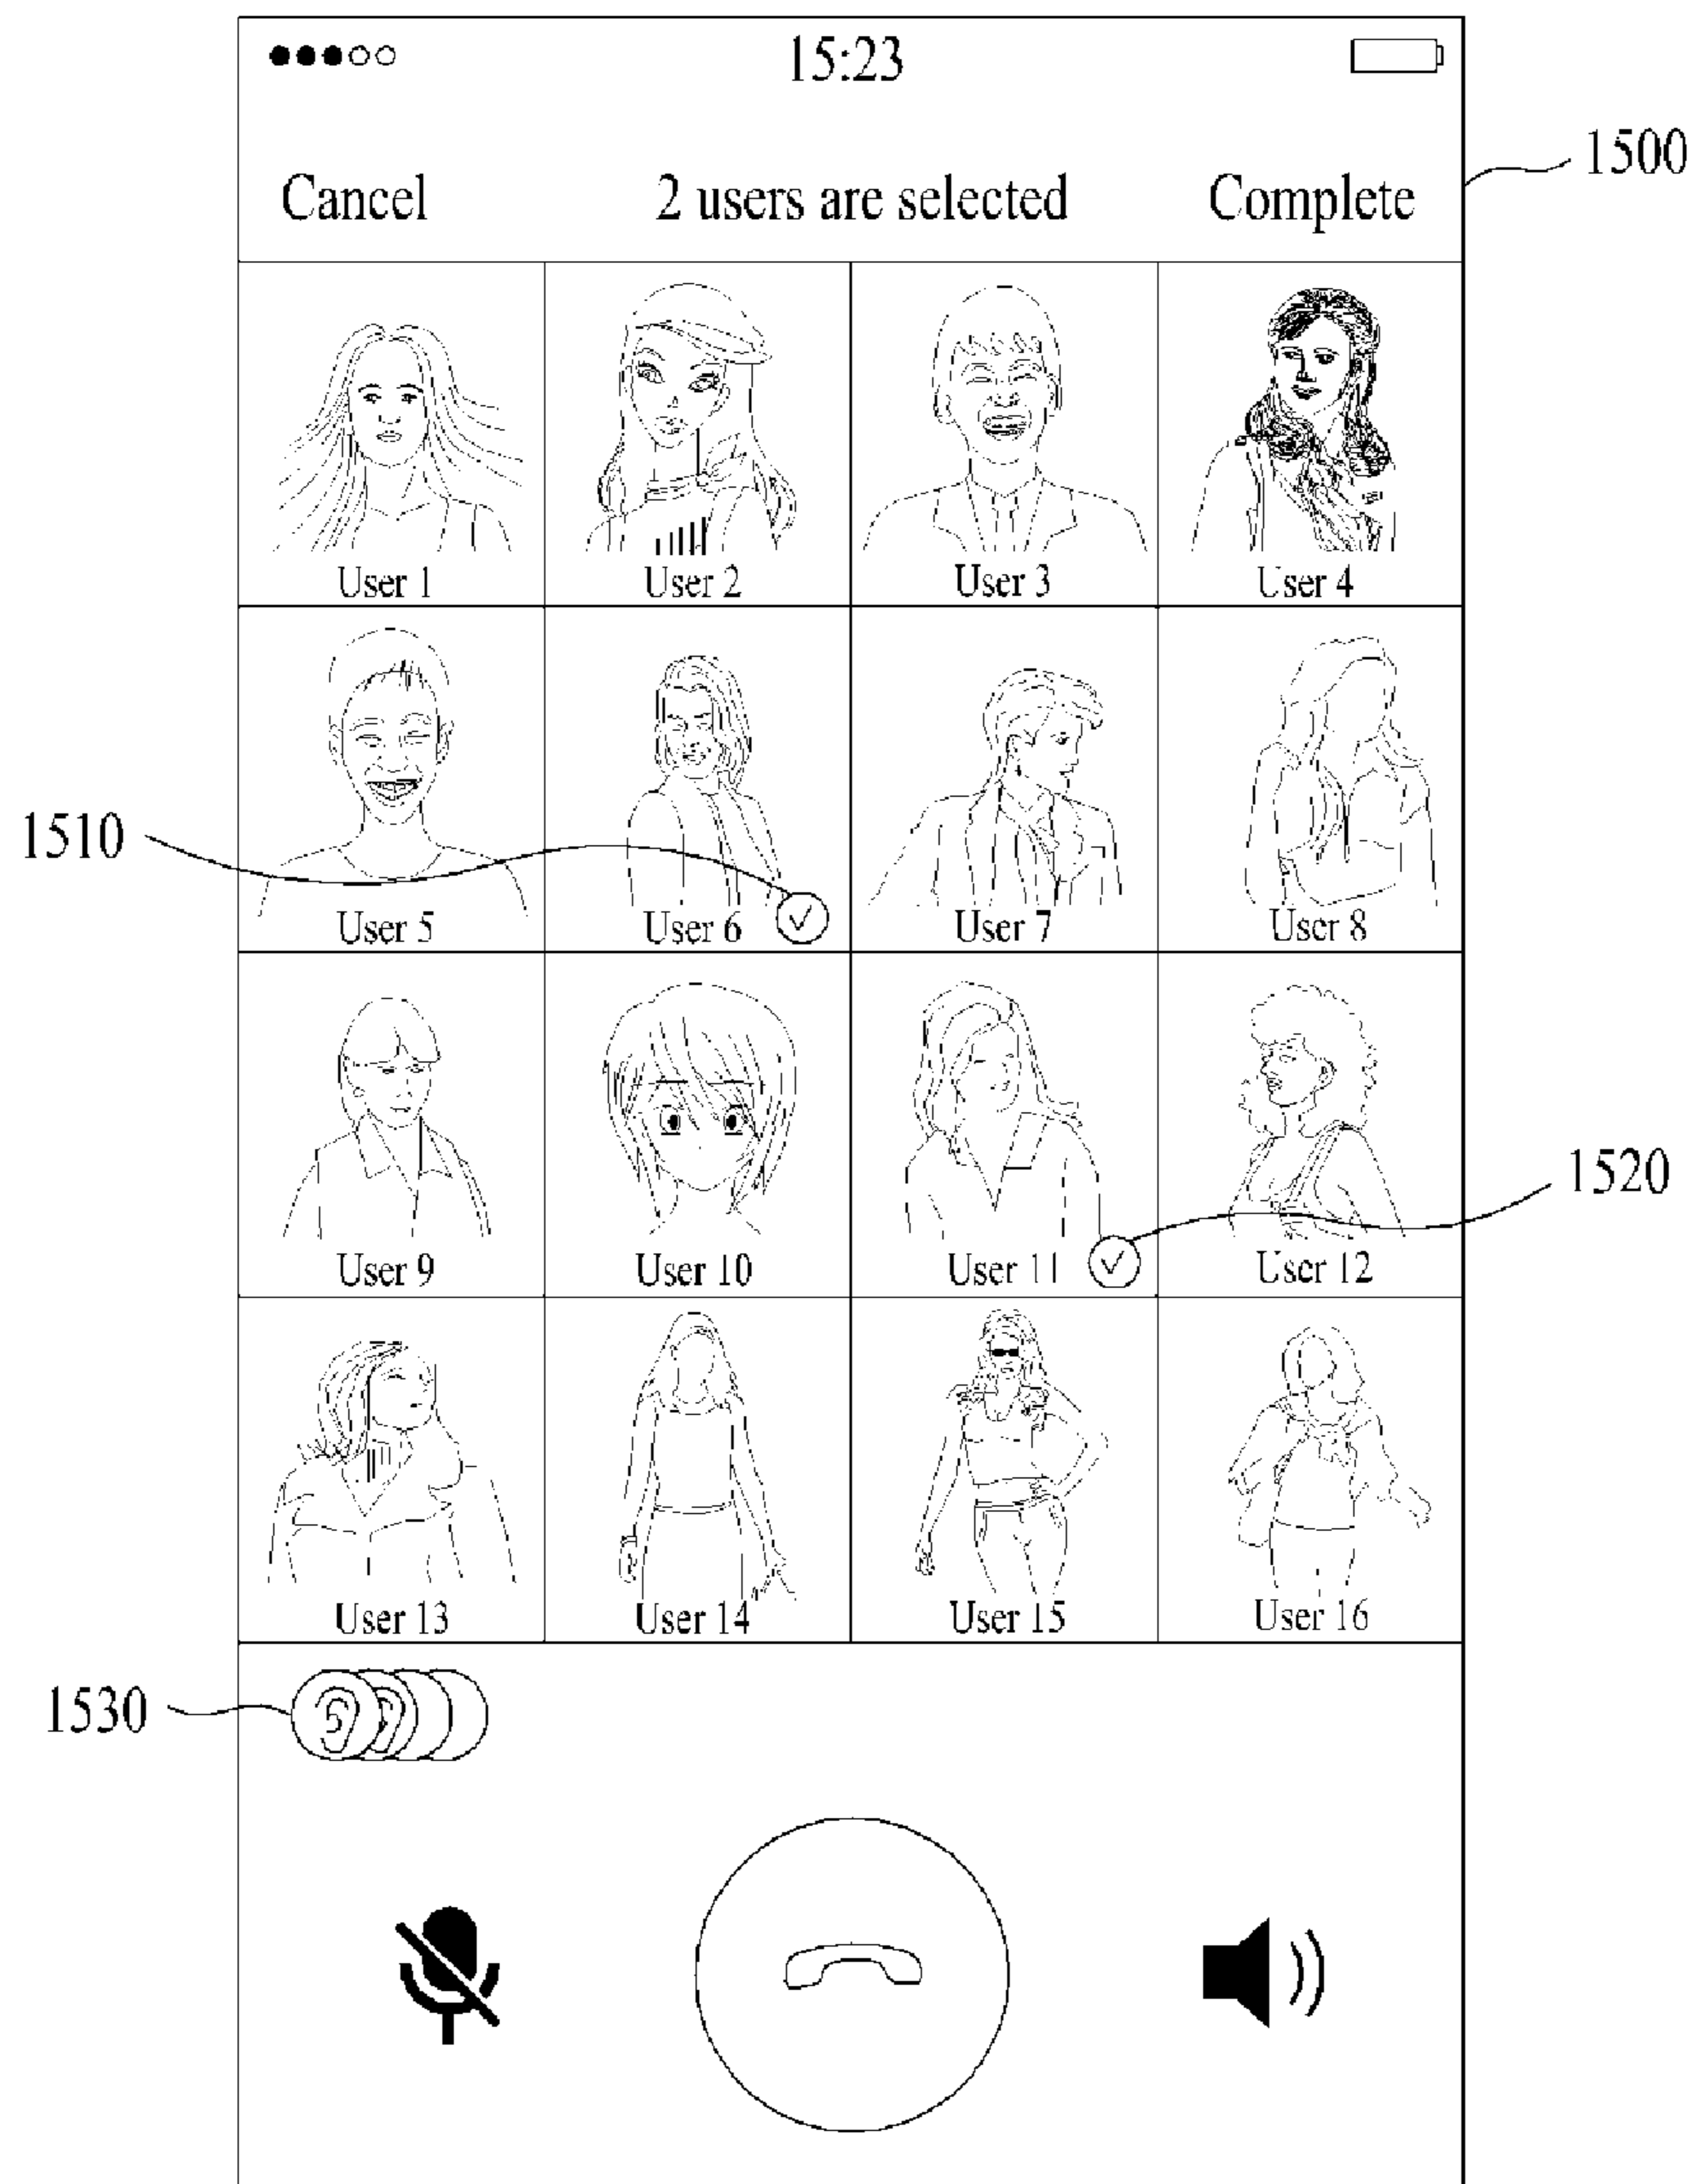 15:23
1500
Cancel 2 users are selected Complete
User 1 User 2 User 3 User 4
1510
User 5 User 6 User 7 User 8
1520
User 9 User 10 User 11 User 12
User 13 User 14 User 15 User 16
1530